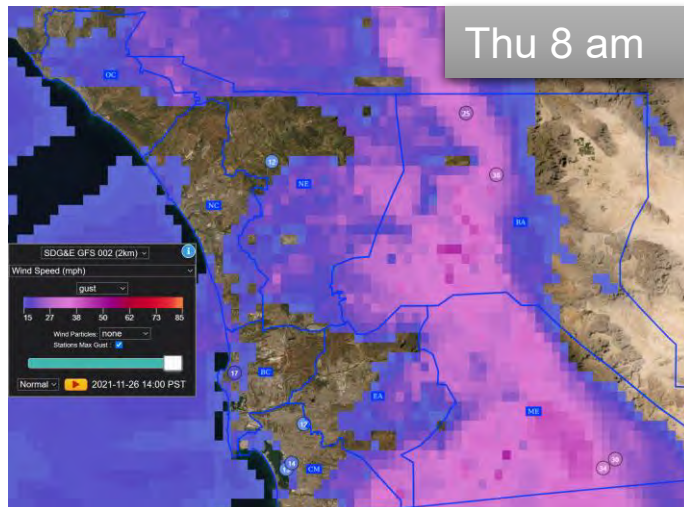 Thu 8 am
OC
25
12
NE
38
NC
BA
SDG&E GFS 002 (2km)
i
Wind Speed (mph)
gust
15 27 38 50 62 73 85
Wind Particles: none
Stations Max Gust :
Normal 2021-11-26 14:00 PST
17
BC
EA
ME
17
14
CM
34